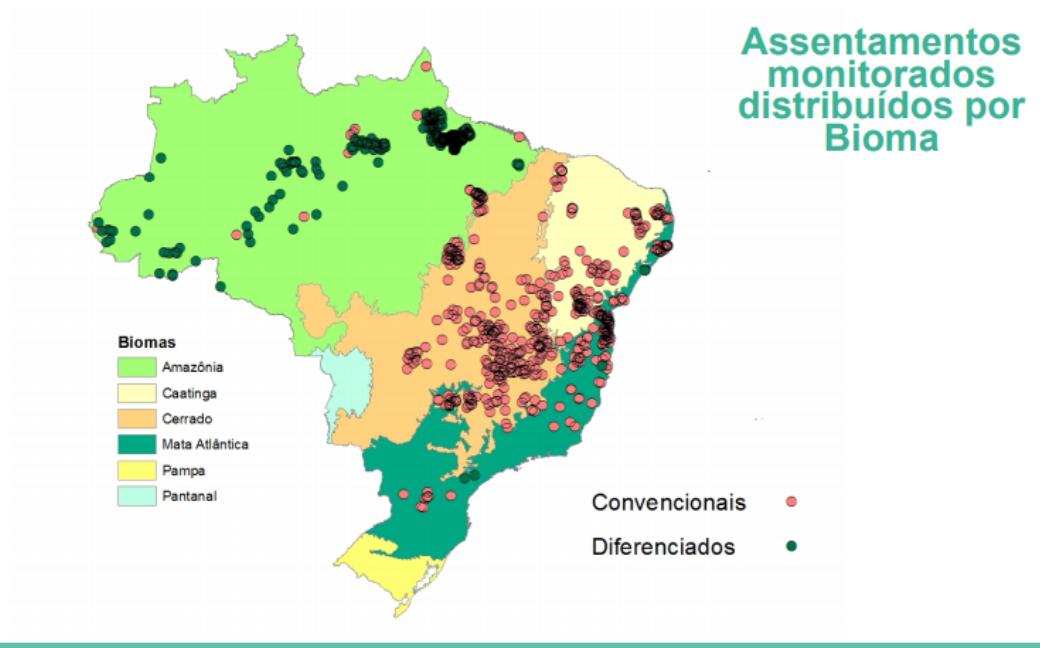 Assentamentos
monitorados
distribuídos por
Bioma
Biomas
Amazônia
Caatinga
Cerrado
Mata Atlântica
Pampa
Pantanal
Convencionais
Diferenciados